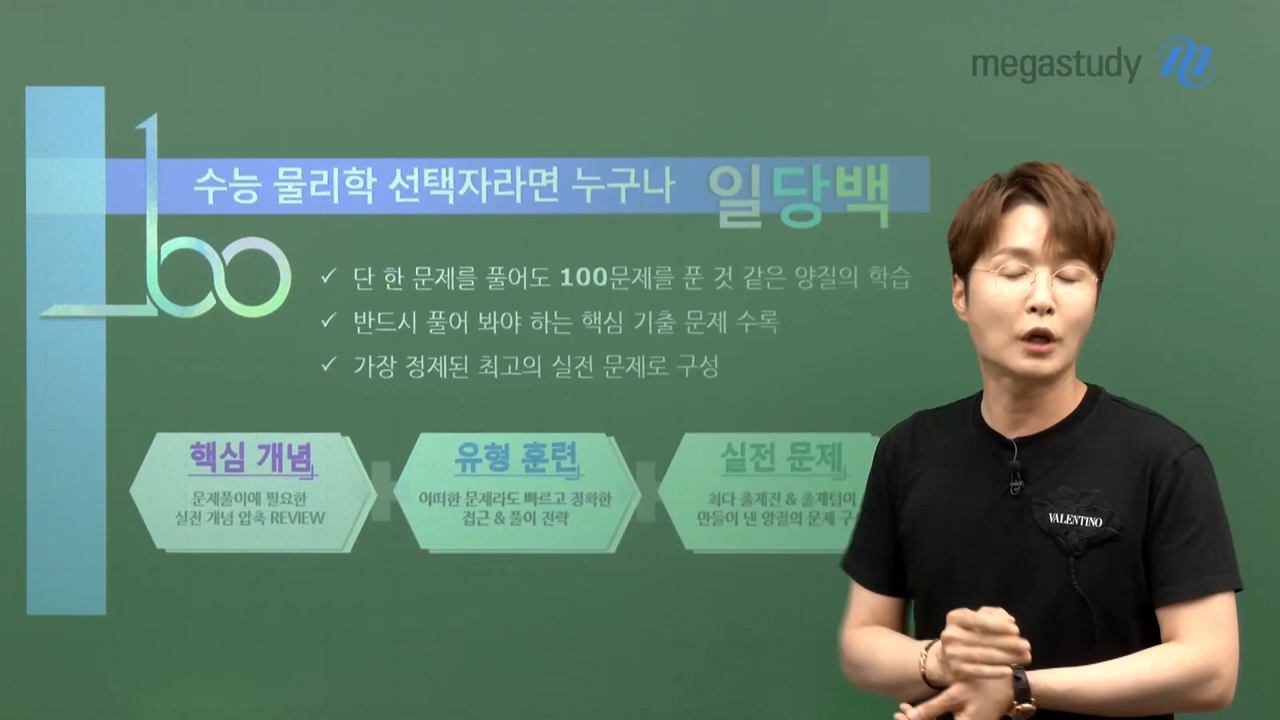 megastudy
수능 물리학 선택자라면 누구나 일당백
100
✓ 단 한 문제를 풀어도 100문제를 푼 것 같은 양질의 학습
✓ 반드시 풀어 봐야 하는 핵심 기출 문제 수록
✓ 가장 정제된 최고의 실전 문제로 구성
핵심 개념
문제풀이에 필요한
실전 개념 압축 REVIEW
+
유형 훈련
어떠한 문제라도 빠르고 정확한
접근 & 풀이 전략
+
실전 문제
최다 출제진 & 출제팀이
만들어 낸 양질의 문제
VALENTINO